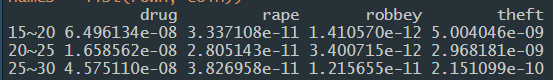 drug rape robbey theft
15~20 6.496134e-08 3.337108e-11 1.410570e-12 5.004046e-09
20~25 1.658562e-08 2.805143e-11 3.400715e-12 2.968181e-09
25~30 4.575110e-08 3.826958e-11 1.215655e-11 2.151099e-10